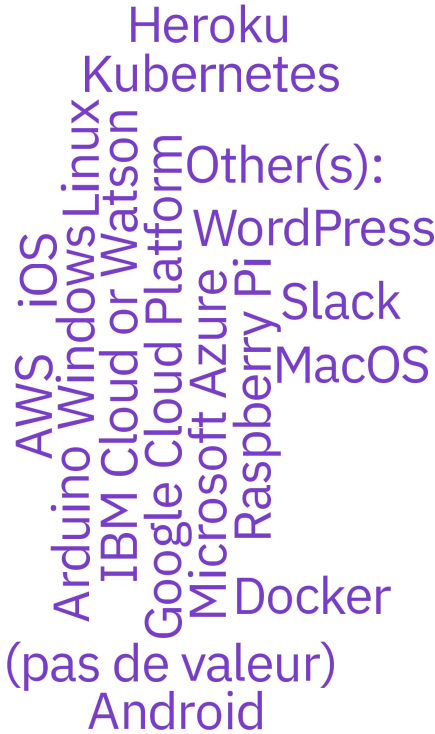 Heroku
Kubernetes
Linux
IBM Cloud or Watson
Google Cloud Platform
Other(s):
WordPress
iOS
Windows
Microsoft Azure
Raspberry Pi
Slack
MacOS
AWS
Arduino
Docker
(pas de valeur)
Android